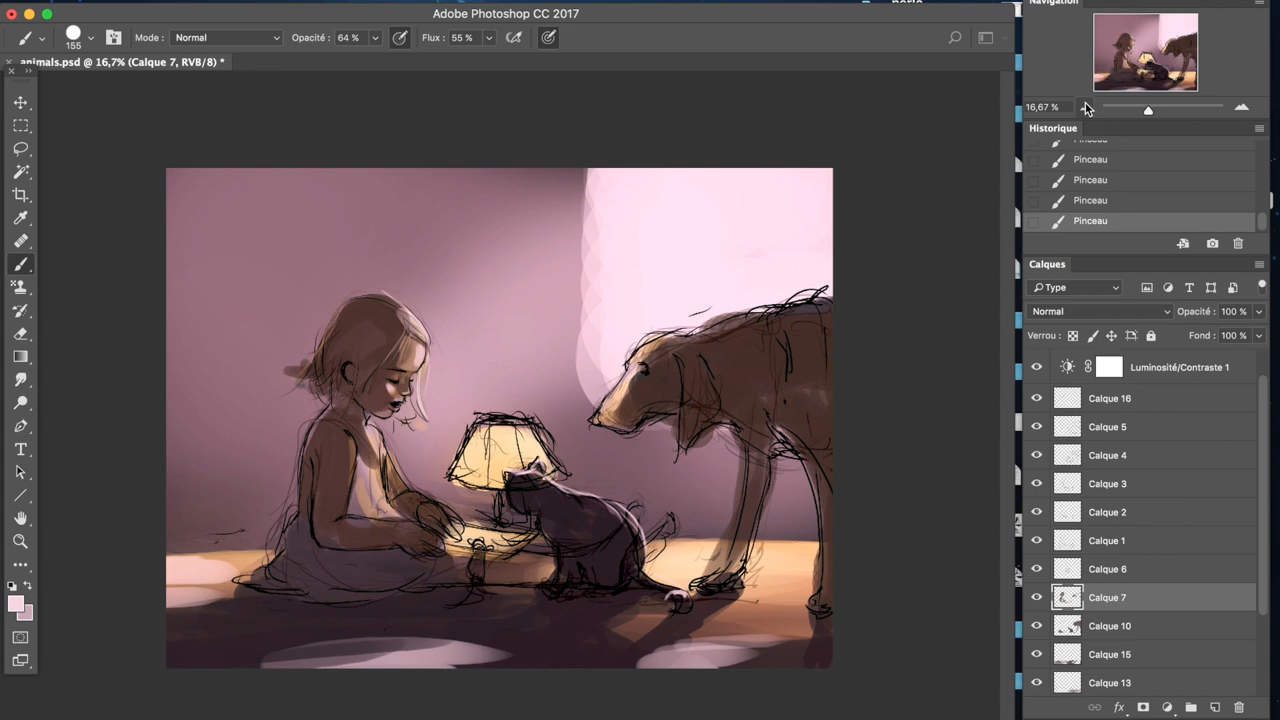 Adobe Photoshop CC 2017
155
Mode : Normal
Opacité : 64 %
Flux : 55 %
animals.psd @ 16,7% (Calque 7, RVB/8) *
Navigation
16,67 %
Historique
Pinceau
Pinceau
Pinceau
Pinceau
Pinceau
Calques
Type
Normal
Opacité : 100 %
Verrou :
Fond : 100 %
Luminosité/Contraste 1
Calque 16
Calque 5
Calque 4
Calque 3
Calque 2
Calque 1
Calque 6
Calque 7
Calque 10
Calque 15
Calque 13
fx